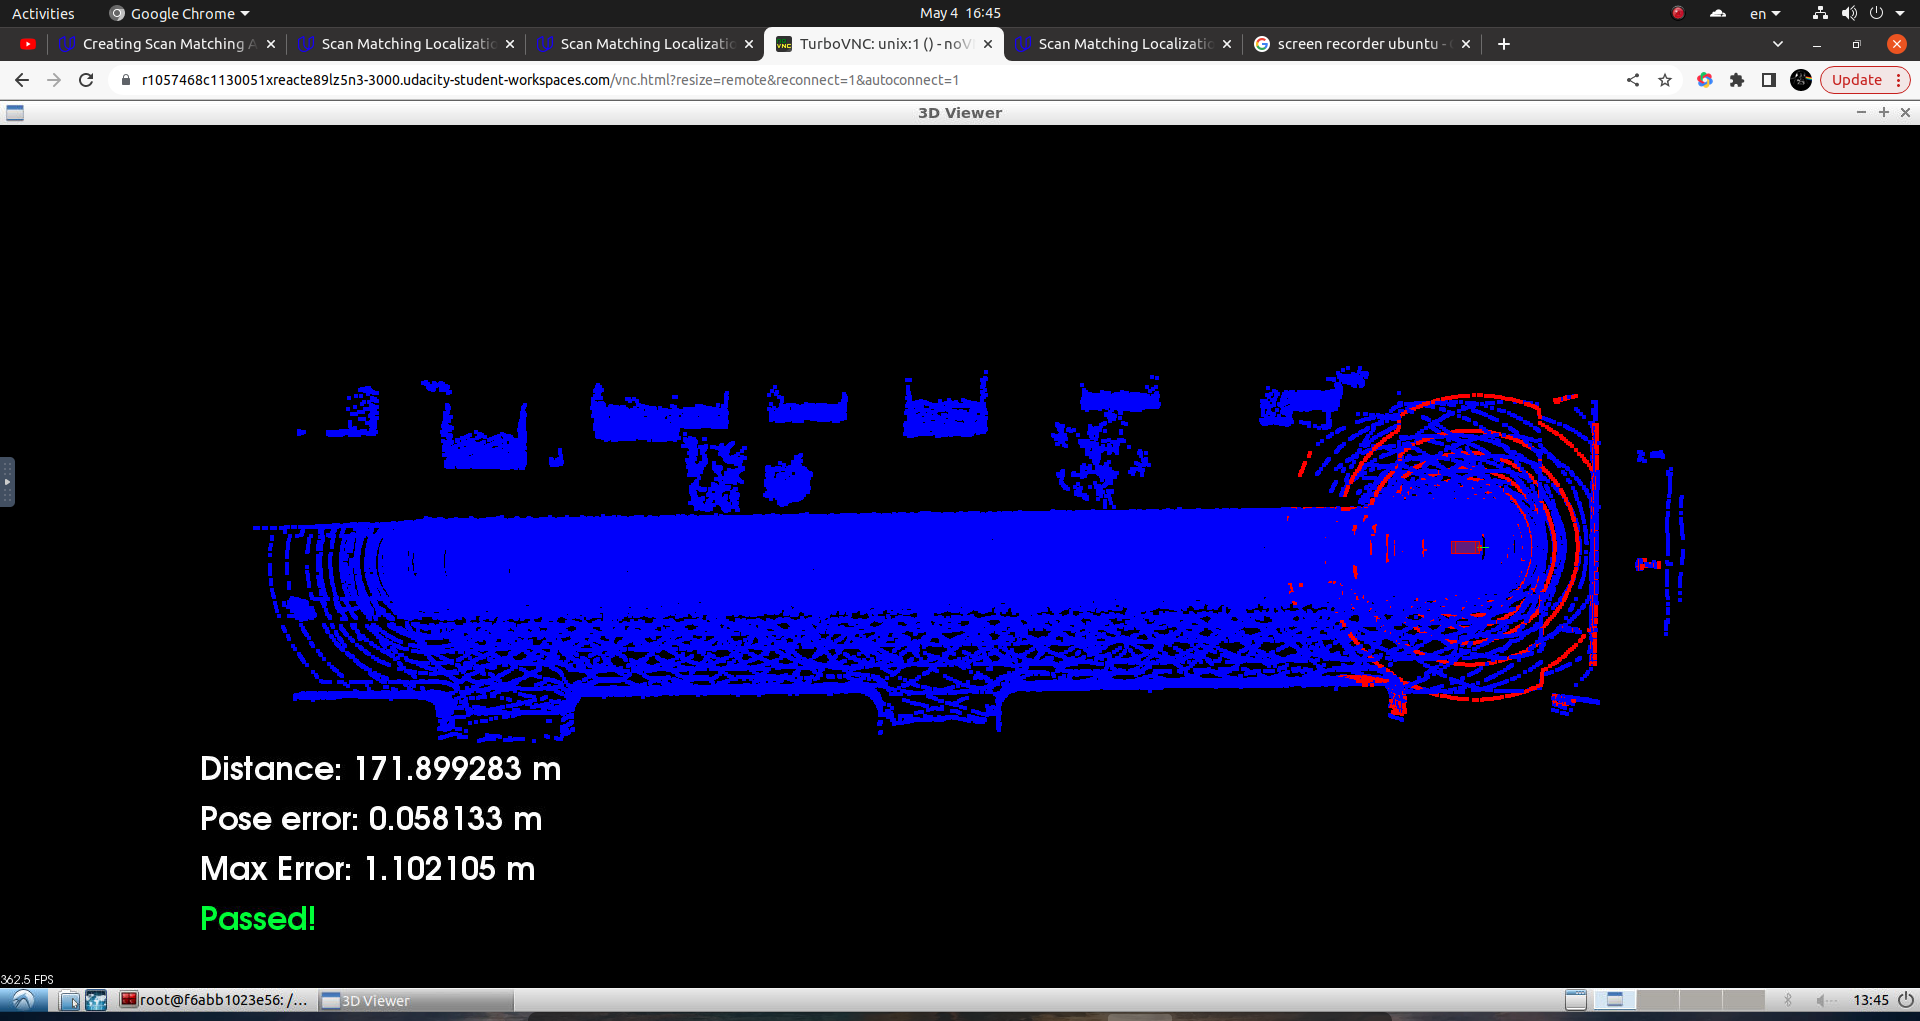 Activities
Google Chrome
May 4 16:45
en
Creating Scan Matching A
Scan Matching Localizatio
Scan Matching Localizatio
TurboVNC: unix:1 () - noV
Scan Matching Localizatio
screen recorder ubuntu -
r1057468c1130051xreacte89lz5n3-3000.udacity-student-workspaces.com/vnc.html?resize=remote&reconnect=1&autoconnect=1
Update
3D Viewer
Distance: 171.899283 m
Pose error: 0.058133 m
Max Error: 1.102105 m
Passed!
362.5 FPS
root@f6abb1023e56: /...
3D Viewer
13:45